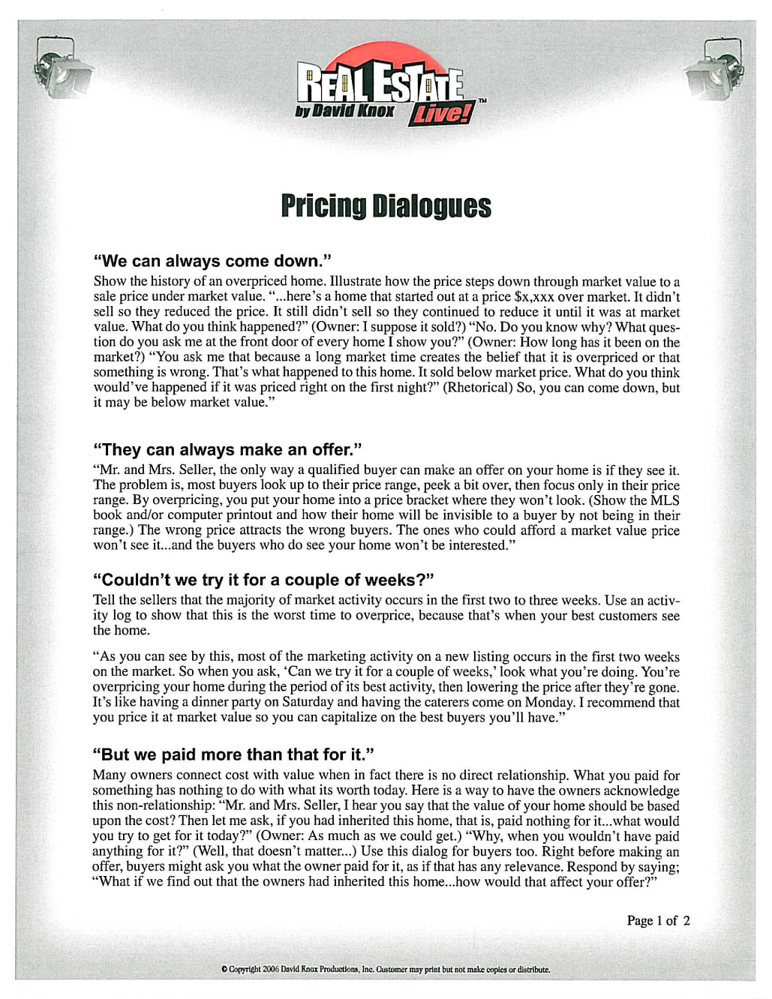 REAL ESTATE
by David Knox Live!™
Pricing Dialogues
“We can always come down.”
Show the history of an overpriced home. Illustrate how the price steps down through market value to a
sale price under market value. “...here’s a home that started out at a price $x,xxx over market. It didn’t
sell so they reduced the price. It still didn’t sell so they continued to reduce it until it was at market
value. What do you think happened?” (Owner: I suppose it sold?) “No. Do you know why? What ques-
tion do you ask me at the front door of every home I show you?” (Owner: How long has it been on the
market?) “You ask me that because a long market time creates the belief that it is overpriced or that
something is wrong. That’s what happened to this home. It sold below market price. What do you think
would’ve happened if it was priced right on the first night?” (Rhetorical) So, you can come down, but
it may be below market value.”
“They can always make an offer.”
“Mr. and Mrs. Seller, the only way a qualified buyer can make an offer on your home is if they see it.
The problem is, most buyers look up to their price range, peek a bit over, then focus only in their price
range. By overpricing, you put your home into a price bracket where they won’t look. (Show the MLS
book and/or computer printout and how their home will be invisible to a buyer by not being in their
range.) The wrong price attracts the wrong buyers. The ones who could afford a market value price
won’t see it...and the buyers who do see your home won’t be interested.”
“Couldn’t we try it for a couple of weeks?”
Tell the sellers that the majority of market activity occurs in the first two to three weeks. Use an activ-
ity log to show that this is the worst time to overprice, because that’s when your best customers see
the home.
“As you can see by this, most of the marketing activity on a new listing occurs in the first two weeks
on the market. So when you ask, ‘Can we try it for a couple of weeks,’ look what you’re doing. You’re
overpricing your home during the period of its best activity, then lowering the price after they’re gone.
It’s like having a dinner party on Saturday and having the caterers come on Monday. I recommend that
you price it at market value so you can capitalize on the best buyers you’ll have.”
“But we paid more than that for it.”
Many owners connect cost with value when in fact there is no direct relationship. What you paid for
something has nothing to do with what its worth today. Here is a way to have the owners acknowledge
this non-relationship: “Mr. and Mrs. Seller, I hear you say that the value of your home should be based
upon the cost? Then let me ask, if you had inherited this home, that is, paid nothing for it...what would
you try to get for it today?” (Owner: As much as we could get.) “Why, when you wouldn’t have paid
anything for it?” (Well, that doesn’t matter...) Use this dialog for buyers too. Right before making an
offer, buyers might ask you what the owner paid for it, as if that has any relevance. Respond by saying;
“What if we find out that the owners had inherited this home...how would that affect your offer?”
Page 1 of 2
© Copyright 2006 David Knox Productions, Inc. Customer may print but not make copies or distribute.